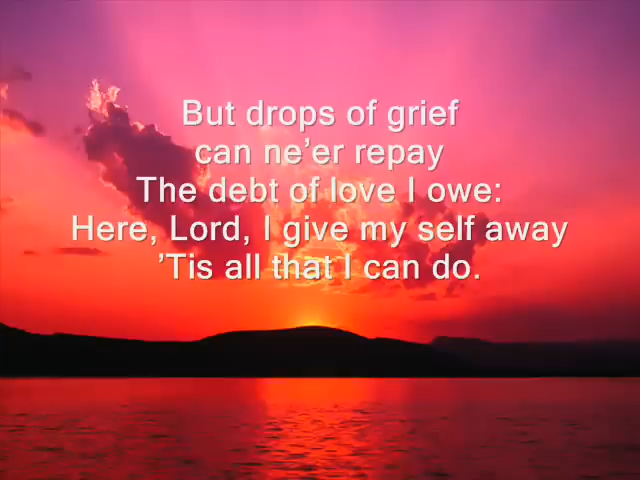 But drops of grief
can ne’er repay
The debt of love I owe:
Here, Lord, I give my self away
’Tis all that I can do.